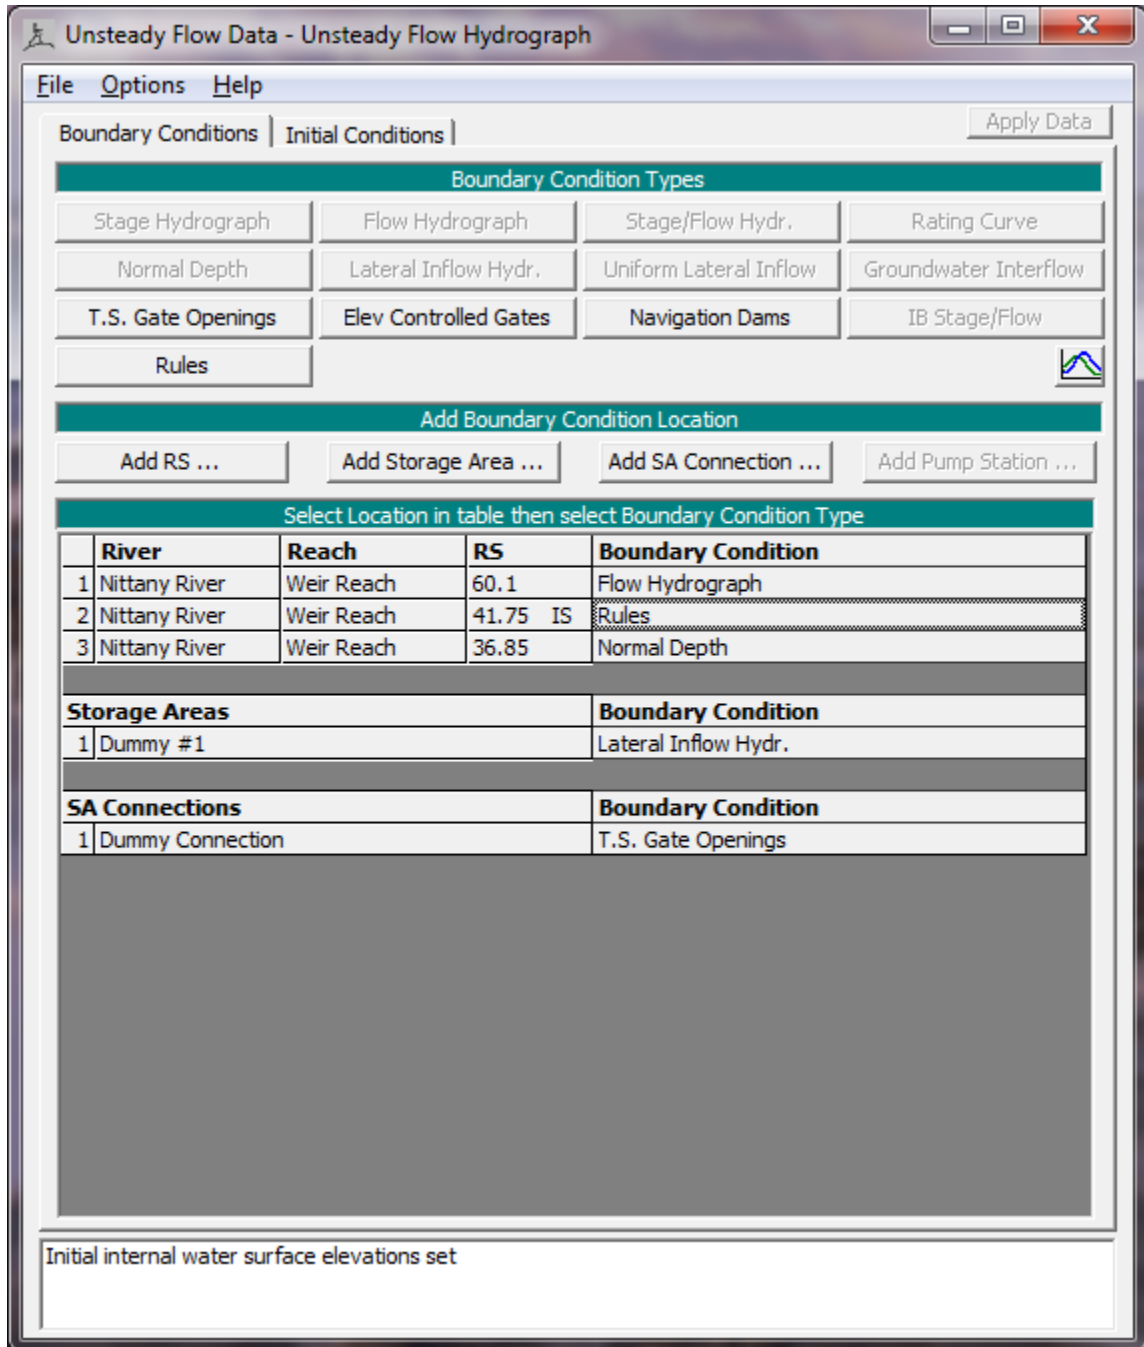 Unsteady Flow Data - Unsteady Flow Hydrograph
File Options Help
Boundary Conditions Initial Conditions Apply Data
Boundary Condition Types
Stage Hydrograph Flow Hydrograph Stage/Flow Hydr. Rating Curve
Normal Depth Lateral Inflow Hydr. Uniform Lateral Inflow Groundwater Interflow
T.S. Gate Openings Elev Controlled Gates Navigation Dams IB Stage/Flow
Rules
Add Boundary Condition Location
Add RS ... Add Storage Area ... Add SA Connection ... Add Pump Station ...
Select Location in table then select Boundary Condition Type
River Reach RS Boundary Condition
1 Nittany River Weir Reach 60.1 Flow Hydrograph
2 Nittany River Weir Reach 41.75 IS Rules
3 Nittany River Weir Reach 36.85 Normal Depth
Storage Areas Boundary Condition
1 Dummy #1 Lateral Inflow Hydr.
SA Connections Boundary Condition
1 Dummy Connection T.S. Gate Openings
Initial internal water surface elevations set